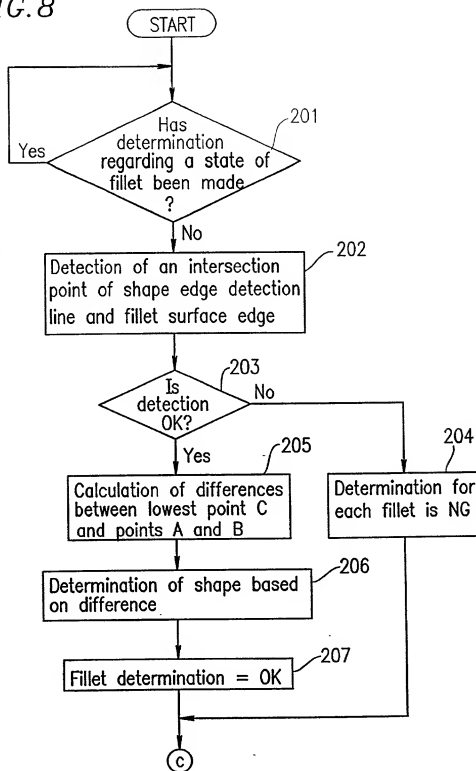 IG. 8
START
Has
determination
regarding a state of
fillet been made
?
201
Yes
No
Detection of an intersection
point of shape edge detection
line and fillet surface edge
202
Is
detection
OK?
203
No
Yes
204
Determination for
each fillet is NG
205
Calculation of differences
between lowest point C
and points A and B
206
Determination of shape based
on difference
207
Fillet determination = OK
c